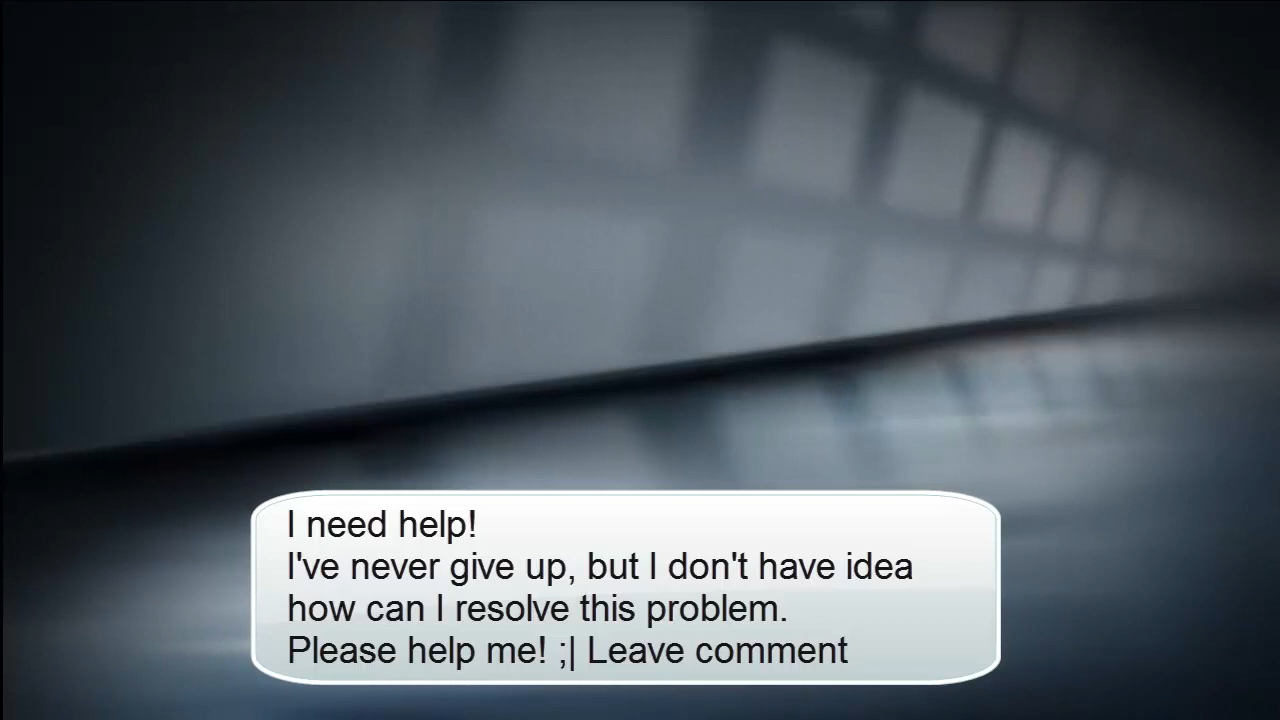 I need help!
I've never give up, but I don't have idea
how can I resolve this problem.
Please help me! ;| Leave comment